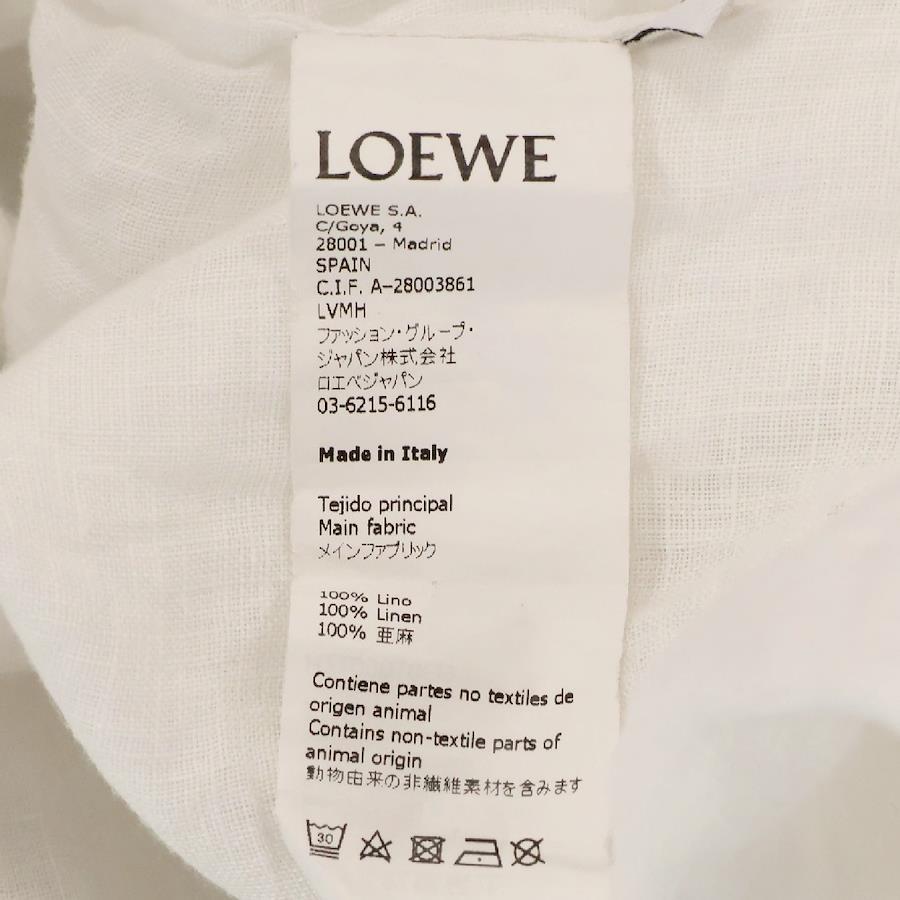 LOEWE
LOEWE S.A.
C/Goya, 4
28001 – Madrid
SPAIN
C.I.F. A–28003861
LVMH
ファッション・グループ・
ジャパン株式会社
ロエベジャパン
03-6215-6116
Made in Italy
Tejido principal
Main fabric
メインファブリック
100% Lino
100% Linen
100% 亜麻
Contiene partes no textiles de
origen animal
Contains non-textile parts of
animal origin
動物由来の非繊維素材を含みます
30